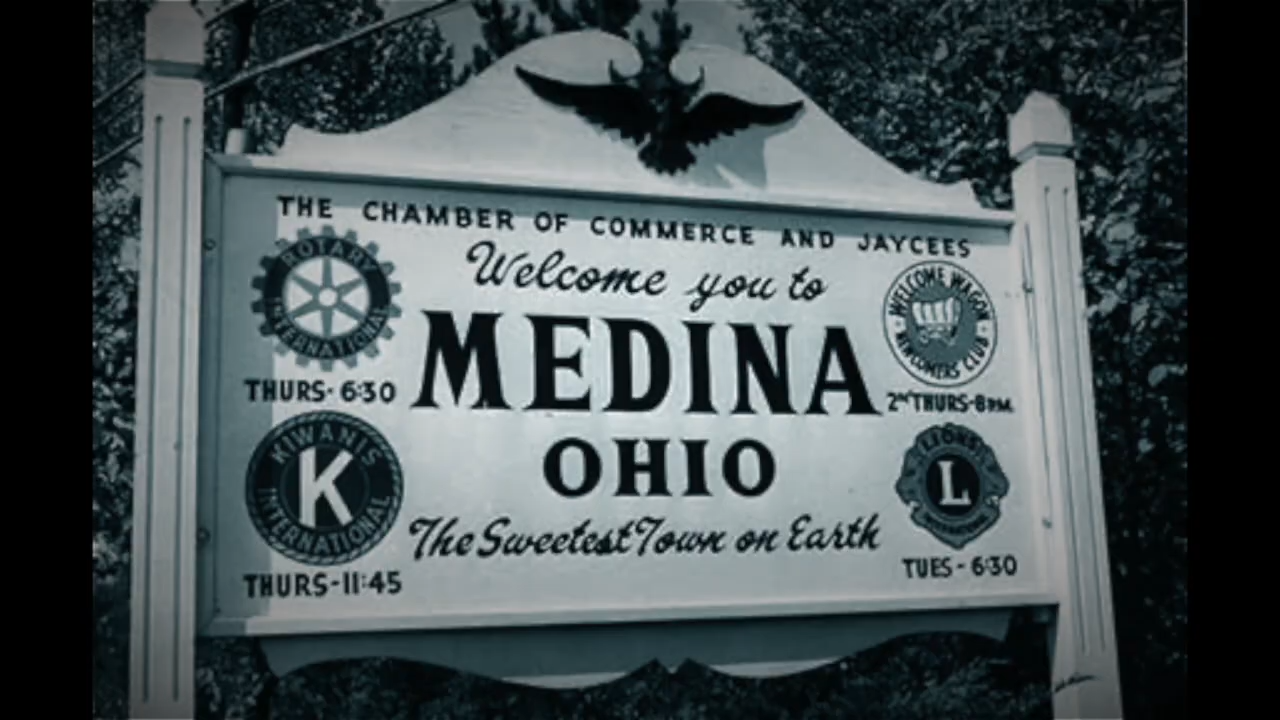 THE CHAMBER OF COMMERCE AND JAYCEES
Welcome you to
MEDINA
OHIO
The Sweetest Town on Earth
ROTARY
INTERNATIONAL
THURS- 6:30
KIWANIS
K
INTERNATIONAL
THURS-11:45
WELCOME WAGON
NEWCOMERS CLUB
2ND THURS-8 P.M.
LIONS
L
TUES - 6:30